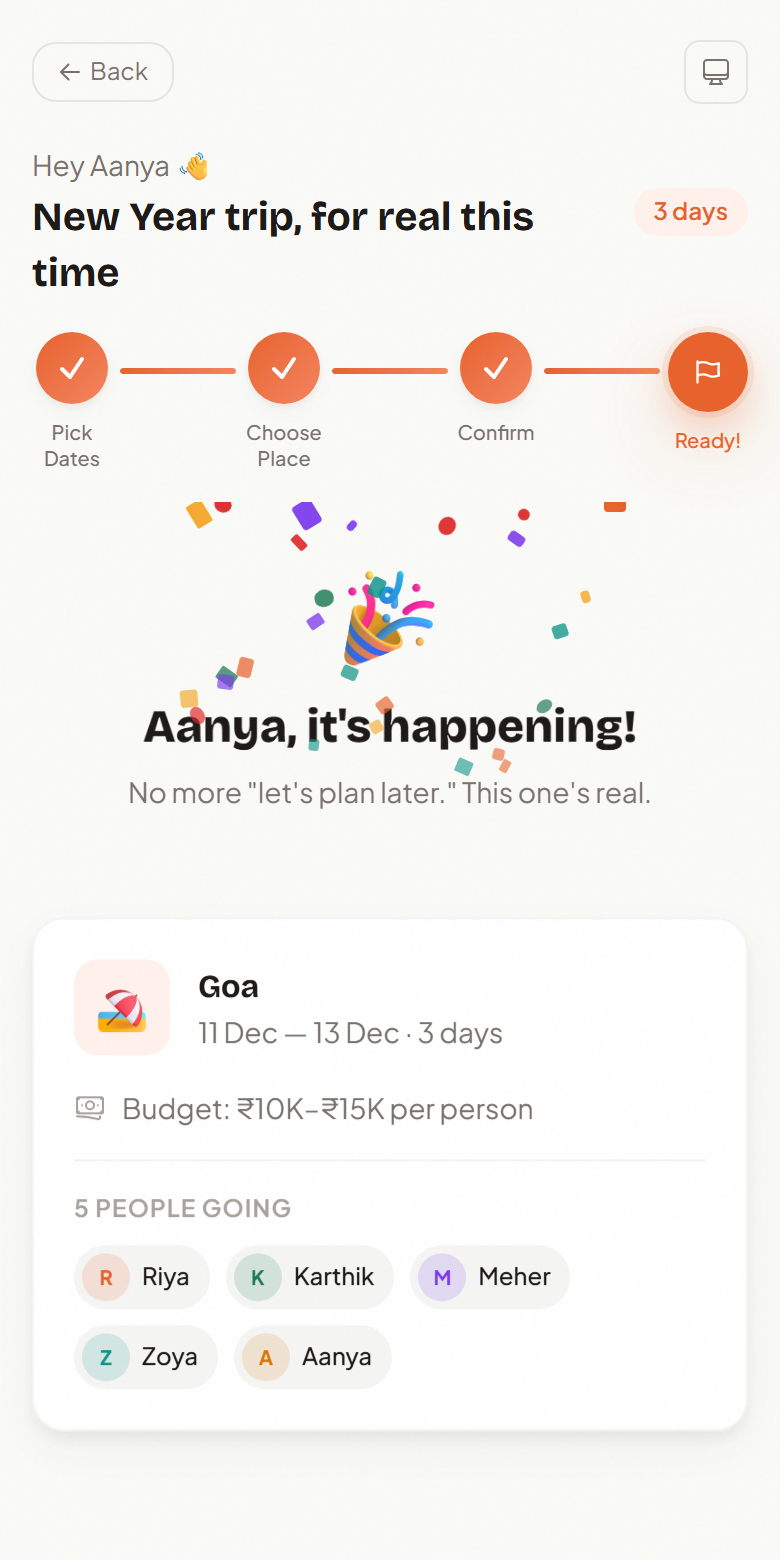 ← Back
Hey Aanya 👋
New Year trip, for real this
time
3 days
Pick
Dates
Choose
Place
Confirm
Ready!
Aanya, it's happening!
No more "let's plan later." This one's real.
Goa
11 Dec — 13 Dec · 3 days
Budget: ₹10K–₹15K per person
5 PEOPLE GOING
R Riya
K Karthik
M Meher
Z Zoya
A Aanya